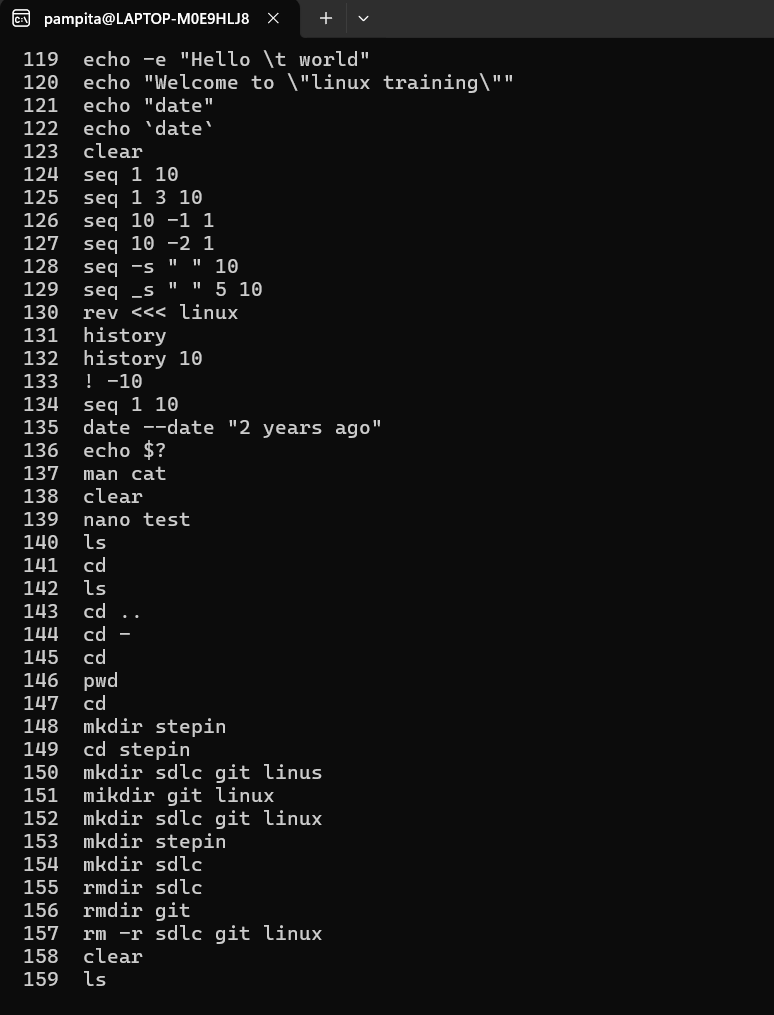 pampita@LAPTOP-M0E9HLJ8
119 echo -e "Hello \t world"
120 echo "Welcome to \"linux training\""
121 echo "date"
122 echo `date`
123 clear
124 seq 1 10
125 seq 1 3 10
126 seq 10 -1 1
127 seq 10 -2 1
128 seq -s " " 10
129 seq _s " " 5 10
130 rev <<< linux
131 history
132 history 10
133 ! -10
134 seq 1 10
135 date --date "2 years ago"
136 echo $?
137 man cat
138 clear
139 nano test
140 ls
141 cd
142 ls
143 cd ..
144 cd -
145 cd
146 pwd
147 cd
148 mkdir stepin
149 cd stepin
150 mkdir sdlc git linus
151 mikdir git linux
152 mkdir sdlc git linux
153 mkdir stepin
154 mkdir sdlc
155 rmdir sdlc
156 rmdir git
157 rm -r sdlc git linux
158 clear
159 ls